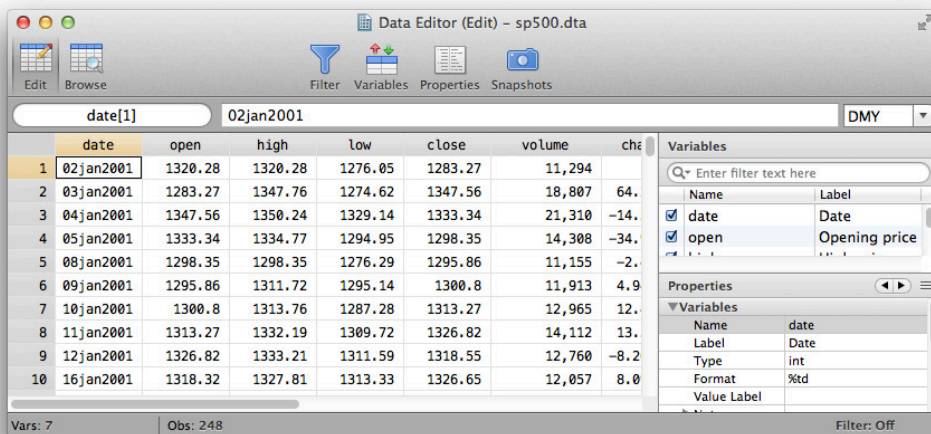 Data Editor (Edit) – sp500.dta
Edit Browse Filter Variables Properties Snapshots
date[1] 02jan2001 DMY
date open high low close volume
1 02jan2001 1320.28 1320.28 1276.05 1283.27 11,294
2 03jan2001 1283.27 1347.76 1274.62 1347.56 18,807
3 04jan2001 1347.56 1350.24 1329.14 1333.34 21,310
4 05jan2001 1333.34 1334.77 1294.95 1298.35 14,308
5 08jan2001 1298.35 1298.35 1276.29 1295.86 11,155
6 09jan2001 1295.86 1311.72 1295.14 1300.8 11,913
7 10jan2001 1300.8 1313.76 1287.28 1313.27 12,965
8 11jan2001 1313.27 1332.19 1309.72 1326.82 14,112
9 12jan2001 1326.82 1333.21 1311.59 1318.55 12,760
10 16jan2001 1318.32 1327.81 1313.33 1326.65 12,057
Variables
Enter filter text here
Name Label
date Date
open Opening price
Properties
Variables
Name date
Label Date
Type int
Format %td
Value Label
Vars: 7 Obs: 248 Filter: Off